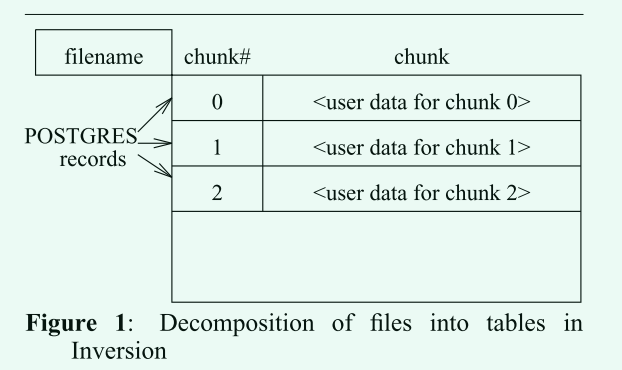 filename chunk# chunk
0 <user data for chunk 0>
POSTGRES
1 <user data for chunk 1>
records
2 <user data for chunk 2>
Figure 1: Decomposition of files into tables in
Inversion